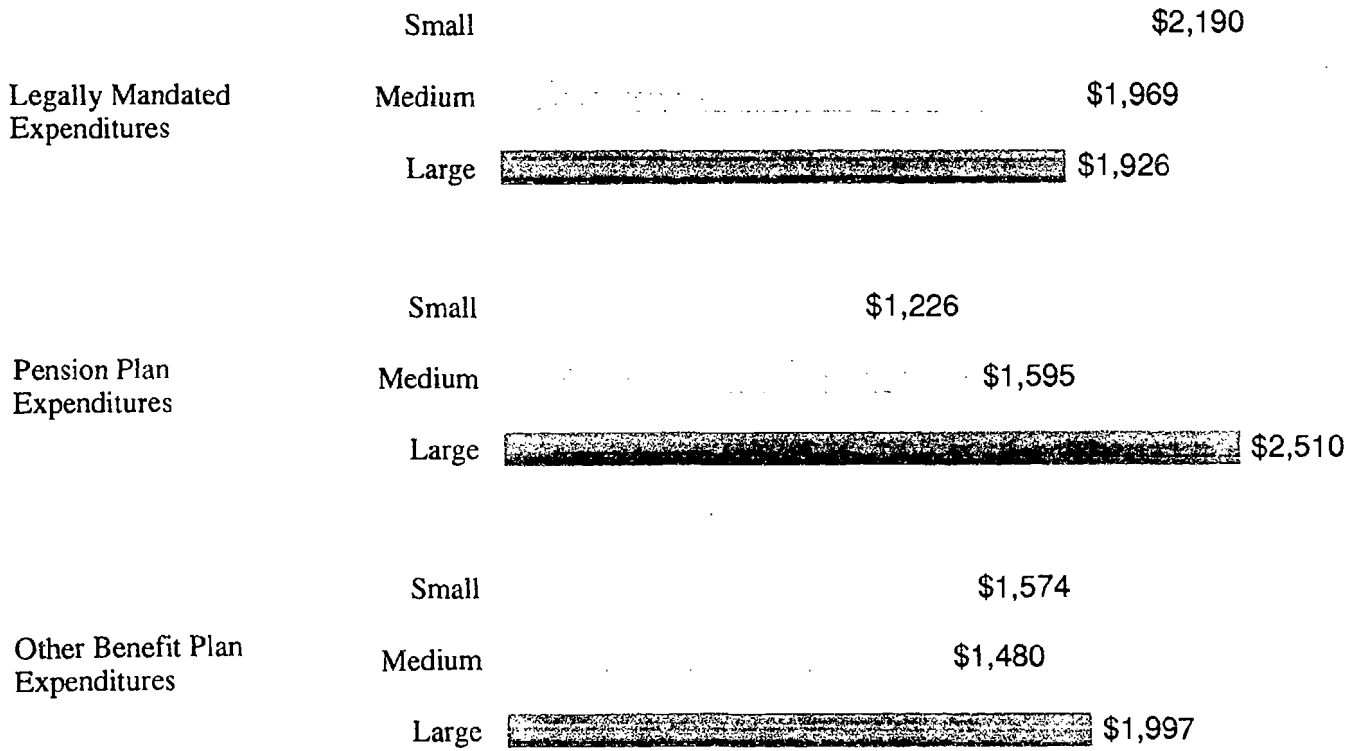 Small $2,190
Legally Mandated
Expenditures
Medium $1,969
Large $1,926
Small $1,226
Pension Plan
Expenditures
Medium $1,595
Large $2,510
Small $1,574
Other Benefit Plan
Expenditures
Medium $1,480
Large $1,997